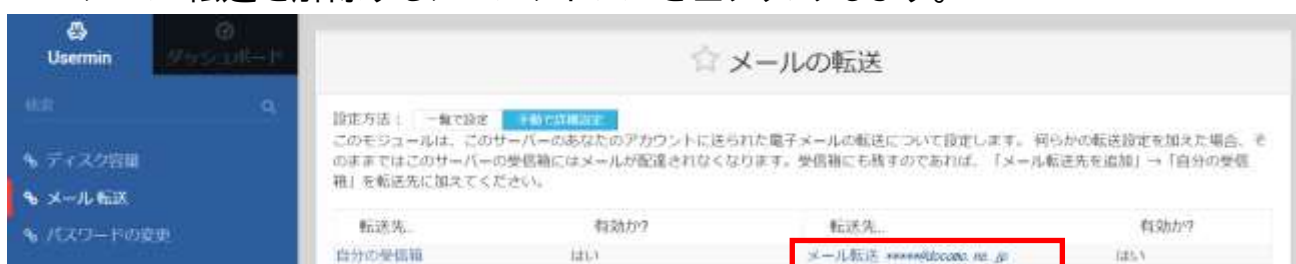 Usermin
ダッシュボード
検索
ディスク容量
メール転送
パスワードの変更
メールの転送
設定方法： 一覧で設定 手動で詳細設定
このモジュールは、このサーバーのあなたのアカウントに送られた電子メールの転送について設定します。 何らかの転送設定を加えた場合、そ
のままではこのサーバーの受信箱にはメールが配達されなくなります。受信箱にも残すのであれば、「メール転送先を追加」→「自分の受信
箱」を転送先に加えてください。
転送先... 有効か? 転送先... 有効か?
自分の受信箱 はい メール転送 *****@docomo.ne.jp はい